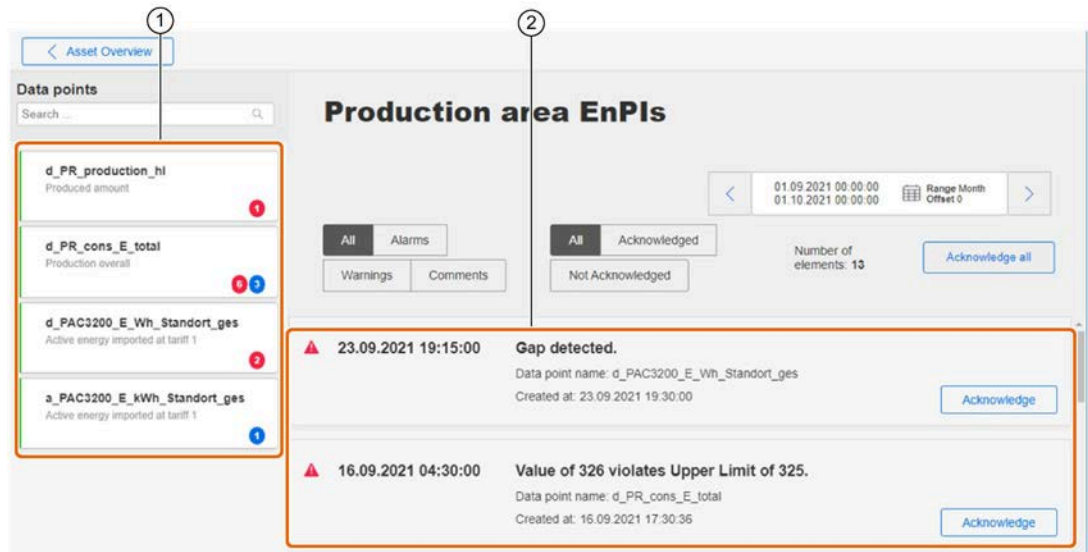 1
2
Asset Overview
Data points
Search ...
Production area EnPIs
d_PR_production_hl
Produced amount
1
d_PR_cons_E_total
Production overall
6 3
d_PAC3200_E_Wh_Standort_ges
Active energy imported at tariff 1
2
a_PAC3200_E_kWh_Standort_ges
Active energy imported at tariff 1
1
01.09.2021 00:00:00
01.10.2021 00:00:00
Range Month
Offset 0
All Alarms
Warnings Comments
All Acknowledged
Not Acknowledged
Number of
elements: 13
Acknowledge all
23.09.2021 19:15:00 Gap detected.
Data point name: d_PAC3200_E_Wh_Standort_ges
Created at: 23.09.2021 19:30:00
Acknowledge
16.09.2021 04:30:00 Value of 326 violates Upper Limit of 325.
Data point name: d_PR_cons_E_total
Created at: 16.09.2021 17:30:36
Acknowledge